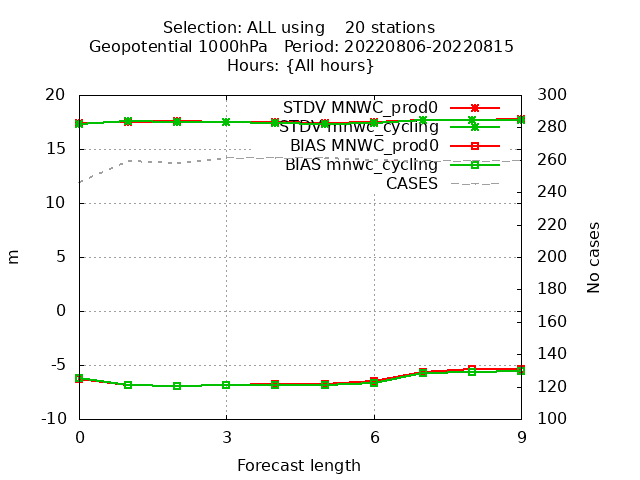 Selection: ALL using    20 stations
Geopotential 1000hPa   Period: 20220806-20220815
Hours: {All hours}
STDV MNWC_prod0
STDV mnwc_cycling
BIAS MNWC_prod0
BIAS mnwc_cycling
CASES
20
15
10
5
0
-5
-10
m
300
280
260
240
220
200
180
160
140
120
100
No cases
0
3
6
9
Forecast length